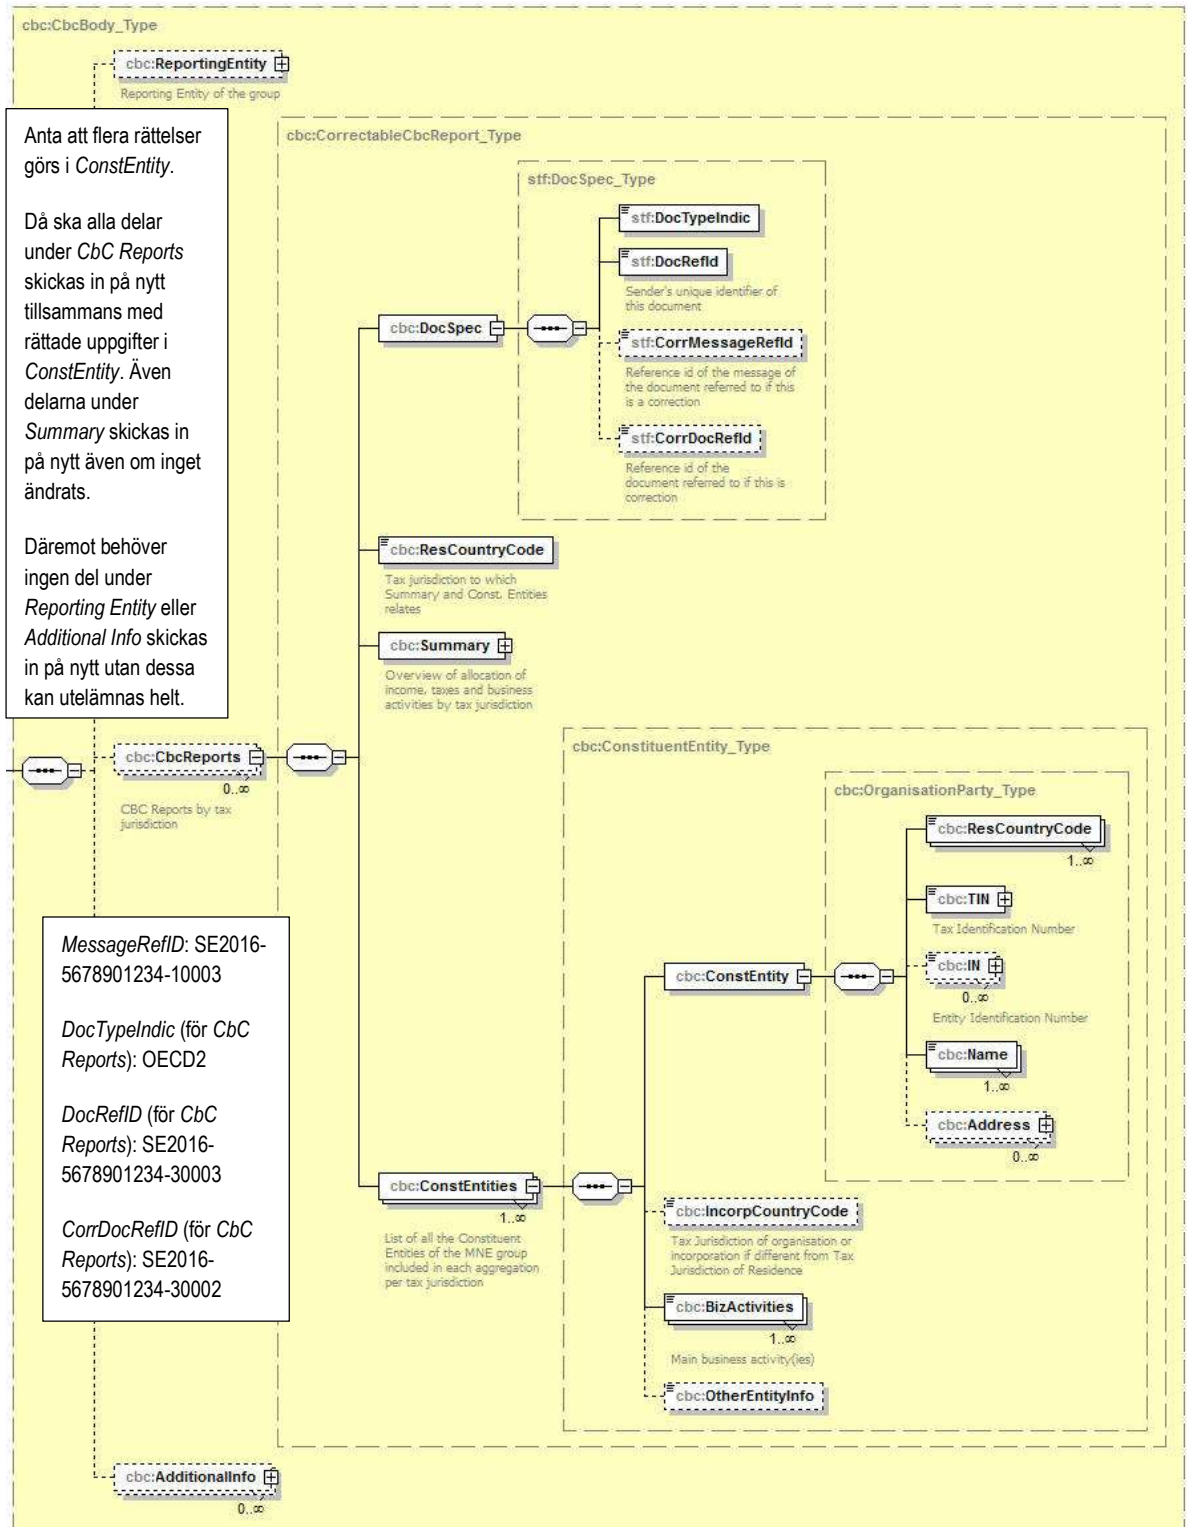 cbc:CbcBody_Type
cbc:ReportingEntity
Reporting Entity of the group
Anta att flera rättelser
görs i ConstEntity.
Då ska alla delar
under CbC Reports
skickas in på nytt
tillsammans med
rättade uppgifter i
ConstEntity. Även
delarna under
Summary skickas in
på nytt även om inget
ändrats.
Däremot behöver
ingen del under
Reporting Entity eller
Additional Info skickas
in på nytt utan dessa
kan utelämnas helt.
cbc:CorrectableCbcReport_Type
stf:DocSpec_Type
stf:DocTypeIndic
stf:DocRefId
Sender's unique identifier of
this document
cbc:DocSpec
stf:CorrMessageRefId
Reference id of the message of
the document referred to if this
is a correction
stf:CorrDocRefId
Reference id of the
document referred to if this is
correction
cbc:ResCountryCode
Tax jurisdiction to which
Summary and Const. Entities
relates
cbc:Summary
Overview of allocation of
income, taxes and business
activities by tax jurisdiction
cbc:CbcReports
0..∞
CBC Reports by tax
jurisdiction
cbc:ConstituentEntity_Type
cbc:OrganisationParty_Type
cbc:ResCountryCode
1..∞
cbc:TIN
Tax Identification Number
cbc:IN
0..∞
Entity Identification Number
cbc:ConstEntity
cbc:Name
1..∞
cbc:Address
0..∞
MessageRefID: SE2016-
5678901234-10003
DocTypeIndic (för CbC
Reports): OECD2
DocRefID (för CbC
Reports): SE2016-
5678901234-30003
CorrDocRefID (för CbC
Reports): SE2016-
5678901234-30002
cbc:ConstEntities
1..∞
List of all the Constituent
Entities of the MNE group
included in each aggregation
per tax jurisdiction
cbc:IncorpCountryCode
Tax Jurisdiction of organisation or
incorporation if different from Tax
Jurisdiction of Residence
cbc:BizActivities
1..∞
Main business activity(ies)
cbc:OtherEntityInfo
cbc:AdditionalInfo
0..∞